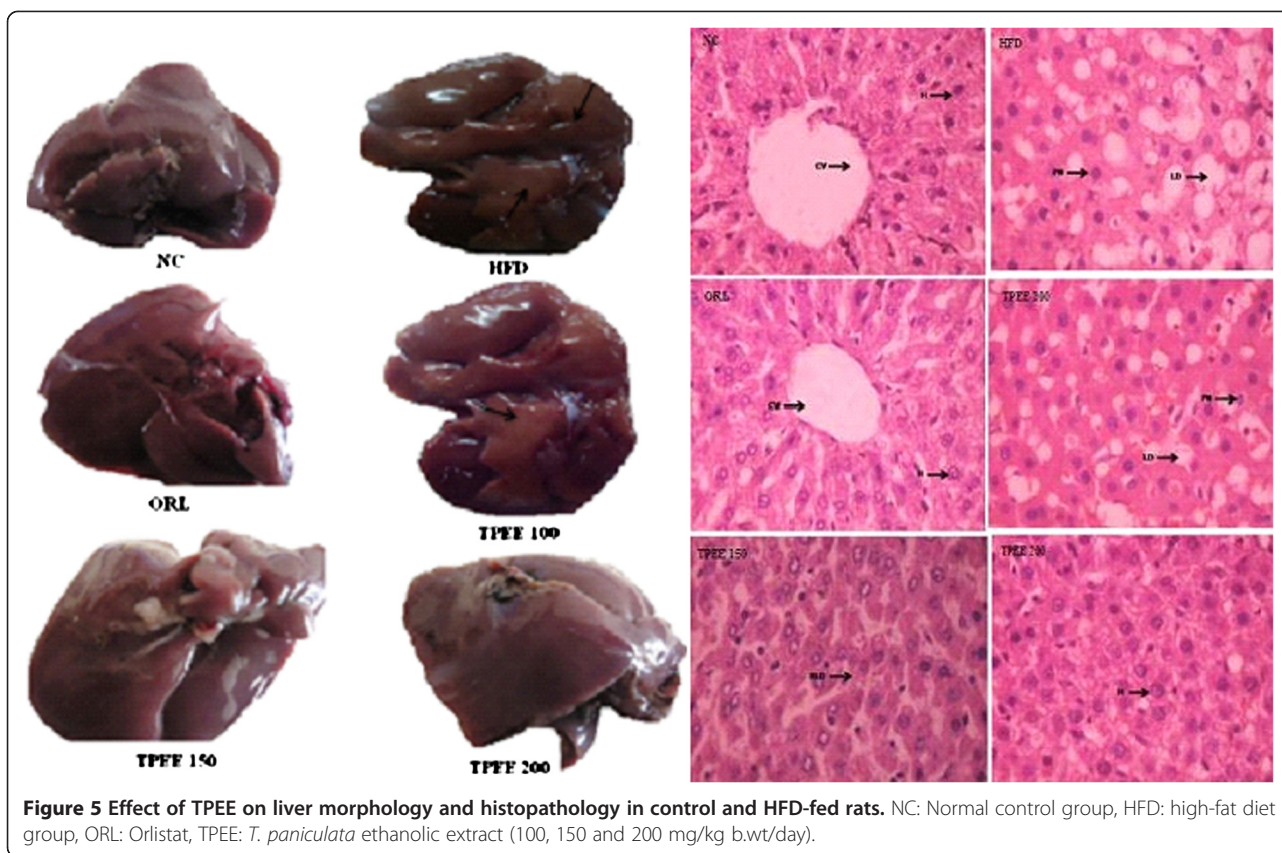 NC
HFD
ORL
TPEE 100
TPEE 150
TPEE 200
NC
CV
HFD
LD
ORL
CV
TPEE
LD
TPEE 150
TPEE 200
Figure 5 Effect of TPEE on liver morphology and histopathology in control and HFD-fed rats. NC: Normal control group, HFD: high-fat diet
group, ORL: Orlistat, TPEE: T. paniculata ethanolic extract (100, 150 and 200 mg/kg b.wt/day).